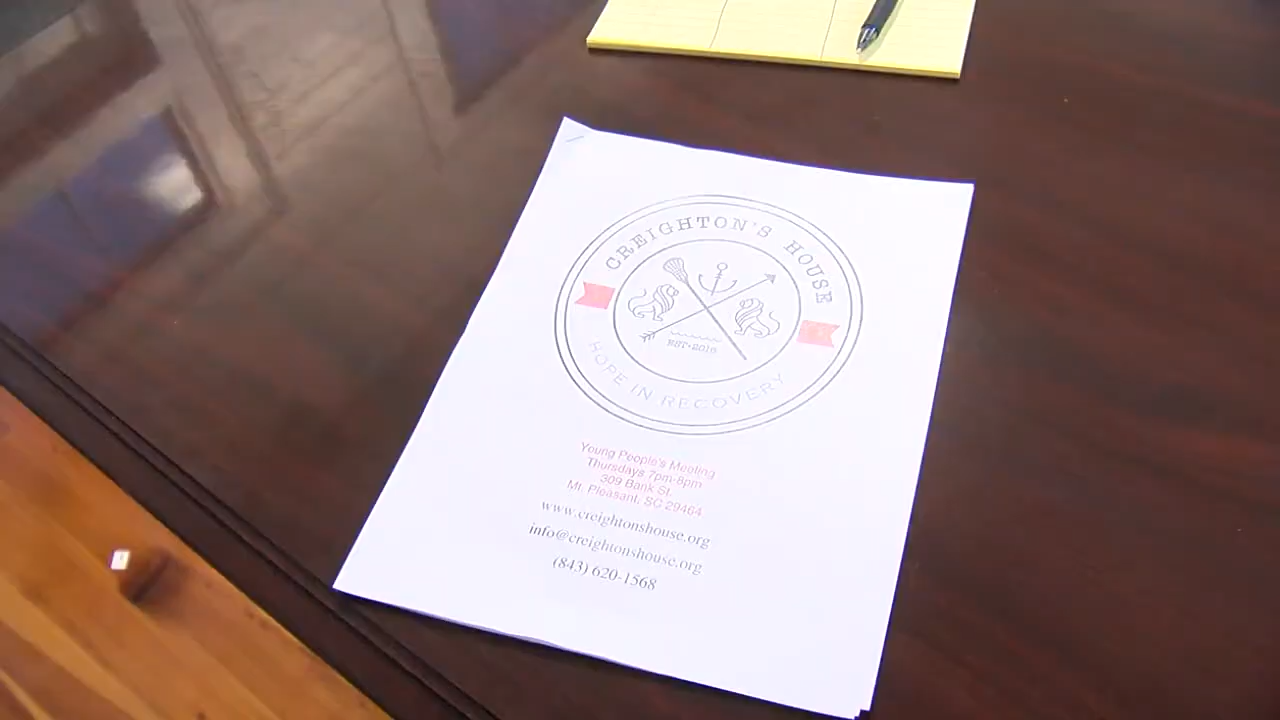 CREIGHTON'S HOUSE
EST•2016
HOPE IN RECOVERY
Young People's Meeting
Thursdays 7pm-8pm
309 Bank St.
Mt. Pleasant, SC 29464
www.creightonshouse.org
info@creightonshouse.org
(843) 620-1568